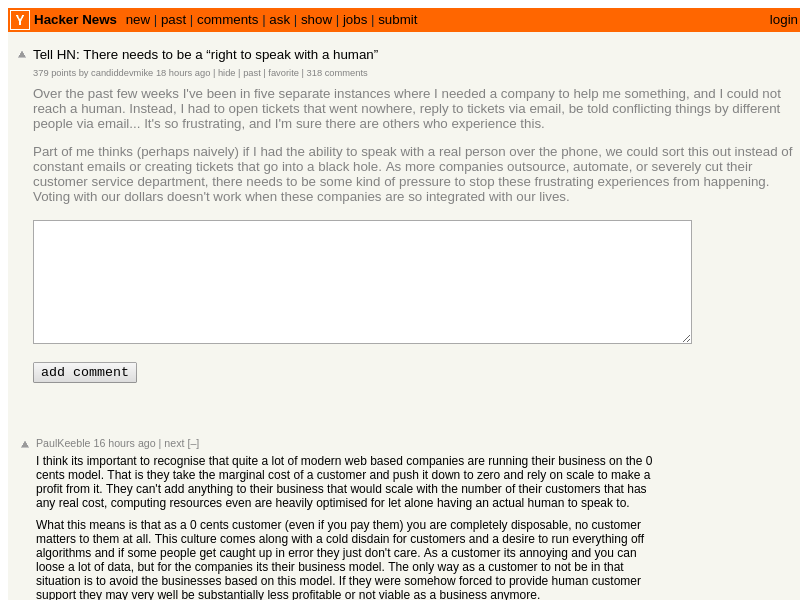 Y Hacker News new | past | comments | ask | show | jobs | submit login
Tell HN: There needs to be a “right to speak with a human”
379 points by candiddevmike 18 hours ago | hide | past | favorite | 318 comments
Over the past few weeks I've been in five separate instances where I needed a company to help me something, and I could not
reach a human. Instead, I had to open tickets that went nowhere, reply to tickets via email, be told conflicting things by different
people via email... It's so frustrating, and I'm sure there are others who experience this.
Part of me thinks (perhaps naively) if I had the ability to speak with a real person over the phone, we could sort this out instead of
constant emails or creating tickets that go into a black hole. As more companies outsource, automate, or severely cut their
customer service department, there needs to be some kind of pressure to stop these frustrating experiences from happening.
Voting with our dollars doesn't work when these companies are so integrated with our lives.
add comment
PaulKeeble 16 hours ago | next [–]
I think its important to recognise that quite a lot of modern web based companies are running their business on the 0
cents model. That is they take the marginal cost of a customer and push it down to zero and rely on scale to make a
profit from it. They can't add anything to their business that would scale with the number of their customers that has
any real cost, computing resources even are heavily optimised for let alone having an actual human to speak to.
What this means is that as a 0 cents customer (even if you pay them) you are completely disposable, no customer
matters to them at all. This culture comes along with a cold disdain for customers and a desire to run everything off
algorithms and if some people get caught up in error they just don't care. As a customer its annoying and you can
loose a lot of data, but for the companies its their business model. The only way as a customer to not be in that
situation is to avoid the businesses based on this model. If they were somehow forced to provide human customer
support they may very well be substantially less profitable or not viable as a business anymore.